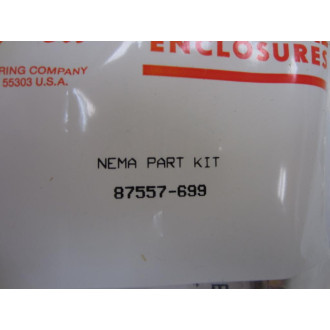 ENCLOSURES
RING COMPANY
55303 U.S.A.
NEMA PART KIT
87557-699